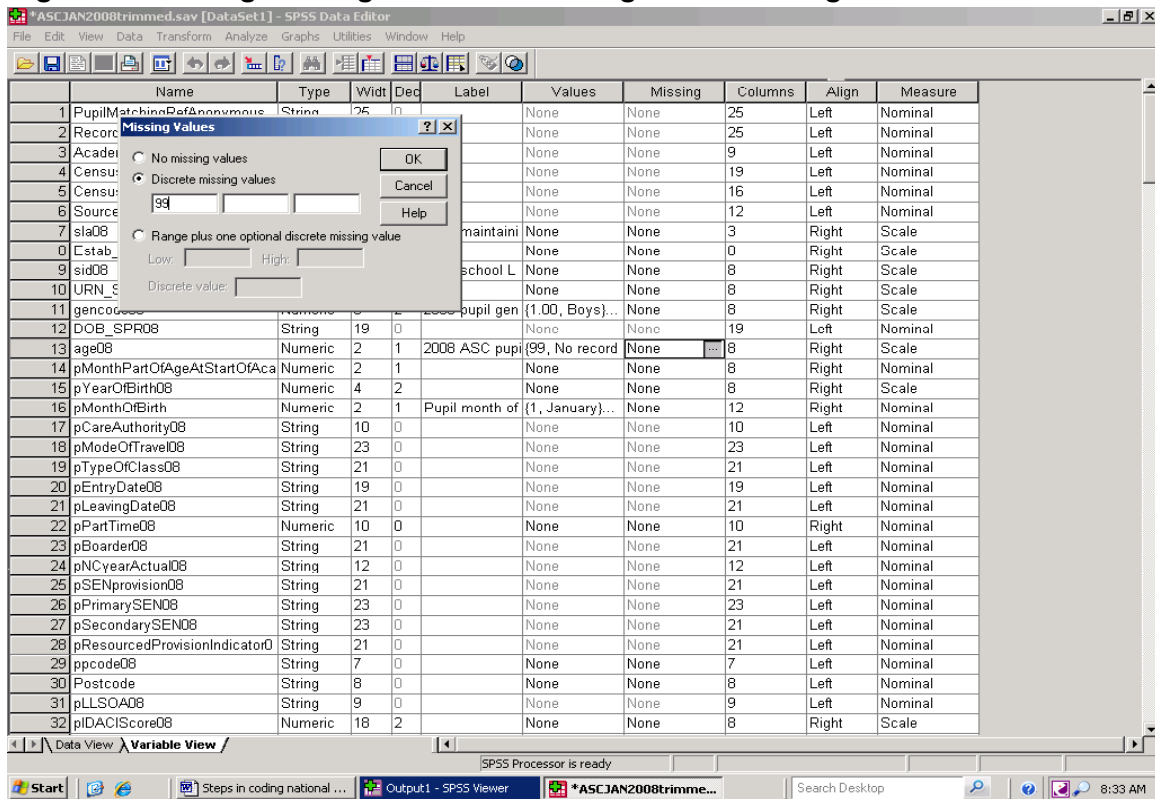 *ASCJAN2008trimmed.sav [DataSet1] - SPSS Data Editor
File Edit View Data Transform Analyze Graphs Utilities Window Help
Name Type Widt Dec Label Values Missing Columns Align Measure
1 PupilMatchingRefAnonymous String 25 0 None None 25 Left Nominal
2 Recor None None 25 Left Nominal
3 Acader None None 9 Left Nominal
4 Censu None None 19 Left Nominal
5 Censu None None 16 Left Nominal
6 Source None None 12 Left Nominal
7 sla08 maintaini None None 3 Right Scale
Estab_ None None 0 Right Scale
9 sid08 school L None None 8 Right Scale
10 URN_S None None 8 Right Scale
11 pupil gen {1.00, Boys}... None 8 Right Scale
12 DOB_SPR08 String 19 0 None None 19 Left Nominal
13 age08 Numeric 2 1 2008 ASC pupi {99, No record None ... 8 Right Scale
14 pMonthPartOfAgeAtStartOfAca Numeric 2 1 None None 8 Right Nominal
15 pYearOfBirth08 Numeric 4 2 None None 8 Right Scale
16 pMonthOfBirth Numeric 2 1 Pupil month of {1, January}... None 12 Right Nominal
17 pCareAuthority08 String 10 0 None None 10 Left Nominal
18 pModeOfTravel08 String 23 0 None None 23 Left Nominal
19 pTypeOfClass08 String 21 0 None None 21 Left Nominal
20 pEntryDate08 String 19 0 None None 19 Left Nominal
21 pLeavingDate08 String 21 0 None None 21 Left Nominal
22 pPartTime08 Numeric 10 0 None None 10 Right Nominal
23 pBoarder08 String 21 0 None None 21 Left Nominal
24 pNCyearActual08 String 12 0 None None 12 Left Nominal
25 pSENprovision08 String 21 0 None None 21 Left Nominal
26 pPrimarySEN08 String 23 0 None None 23 Left Nominal
27 pSecondarySEN08 String 23 0 None None 21 Left Nominal
28 pResourcedProvisionIndicator0 String 21 0 None None 21 Left Nominal
29 ppcode08 String 7 0 None None 7 Left Nominal
30 Postcode String 8 0 None None 8 Left Nominal
31 pLLSOA08 String 9 0 None None 9 Left Nominal
32 pIDACIScore08 Numeric 18 2 None None 8 Right Scale
Missing Values
No missing values
OK
Discrete missing values
Cancel
99
Help
Range plus one optional discrete missing value
Low: High:
Discrete value:
Data View Variable View
SPSS Processor is ready
Start Steps in coding national ... Output1 - SPSS Viewer *ASCJAN2008trimme... Search Desktop 8:33 AM